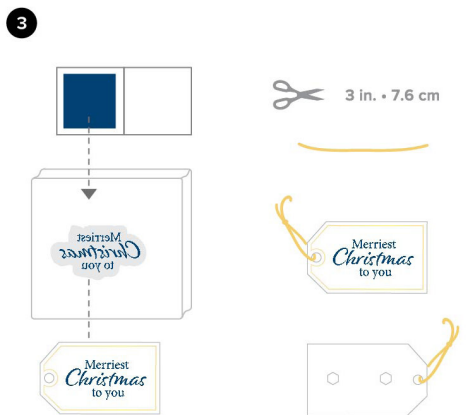 3
3 in. • 7.6 cm
Merriest
Christmas
to you
Merriest
Christmas
to you
Merriest
Christmas
to you